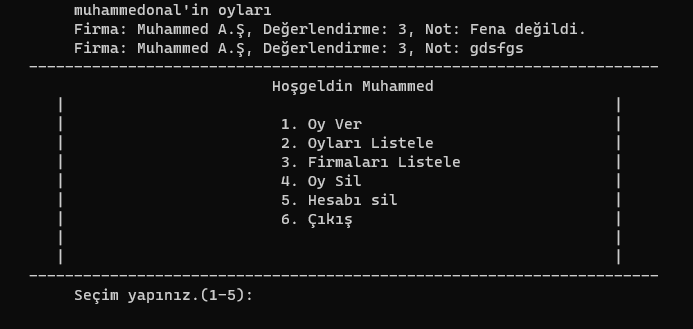 muhammedonal'in oyları
Firma: Muhammed A.Ş, Değerlendirme: 3, Not: Fena değildi.
Firma: Muhammed A.Ş, Değerlendirme: 3, Not: gdsfgs
Hoşgeldin Muhammed
1. Oy Ver
2. Oyları Listele
3. Firmaları Listele
4. Oy Sil
5. Hesabı sil
6. Çıkış
Seçim yapınız.(1-5):